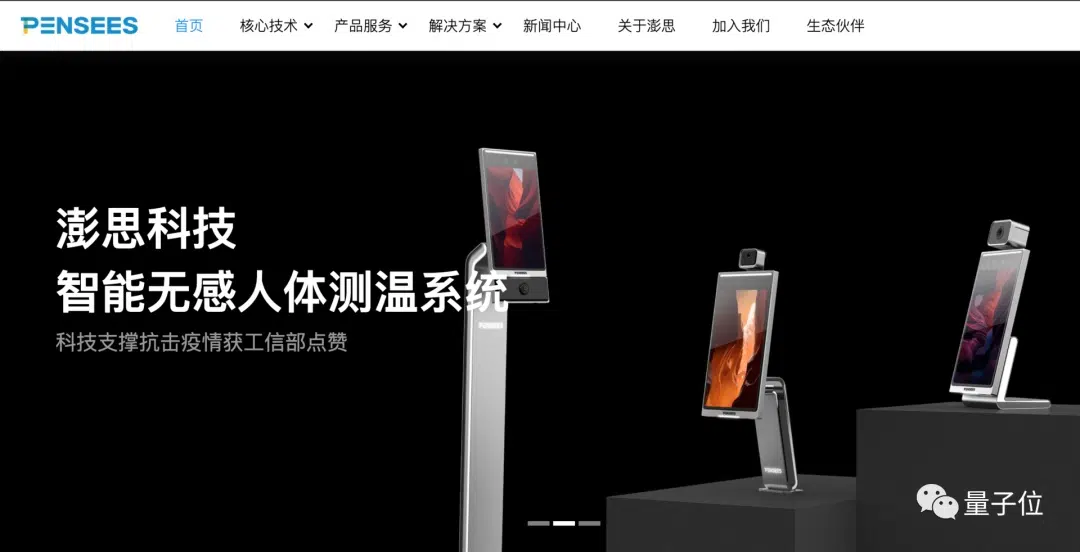 PENSEES 首页 核心技术 产品服务 解决方案 新闻中心 关于澎思 加入我们 生态伙伴
澎思科技
智能无感人体测温系统
科技支撑抗击疫情获工信部点赞
PENSEES
量子位